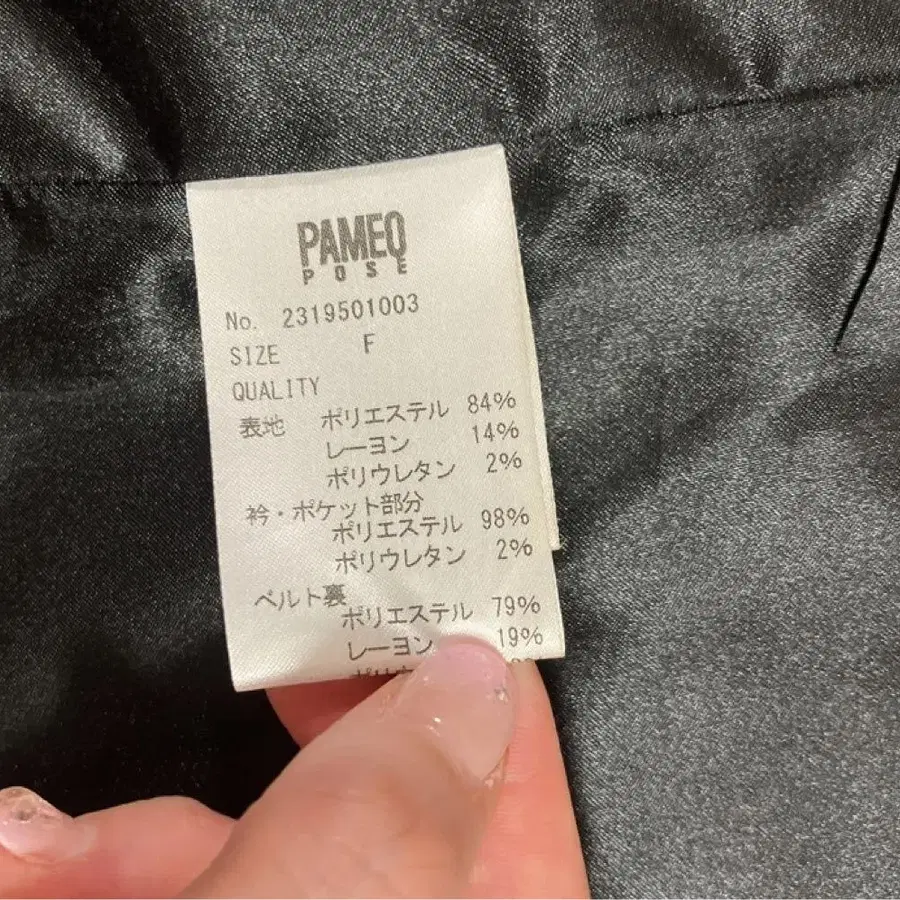 PAMEO
POSE
No. 2319501003
SIZE F
QUALITY
表地 ポリエステル 84%
レーヨン 14%
ポリウレタン 2%
衿・ポケット部分
ポリエステル 98%
ポリウレタン 2%
ベルト裏
ポリエステル 79%
レーヨン 19%